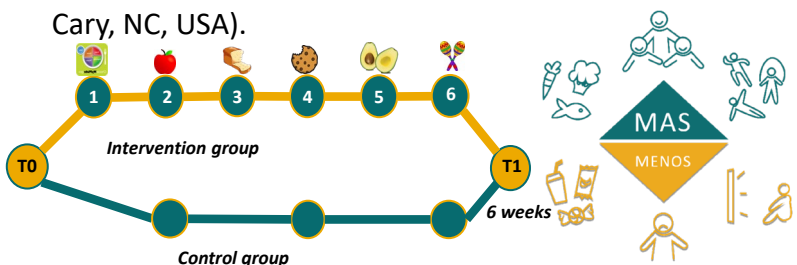 Cary, NC, USA).
1 2 3 4 5 6
MAS
Intervention group
MENOS
T0
T1
6 weeks
Control group